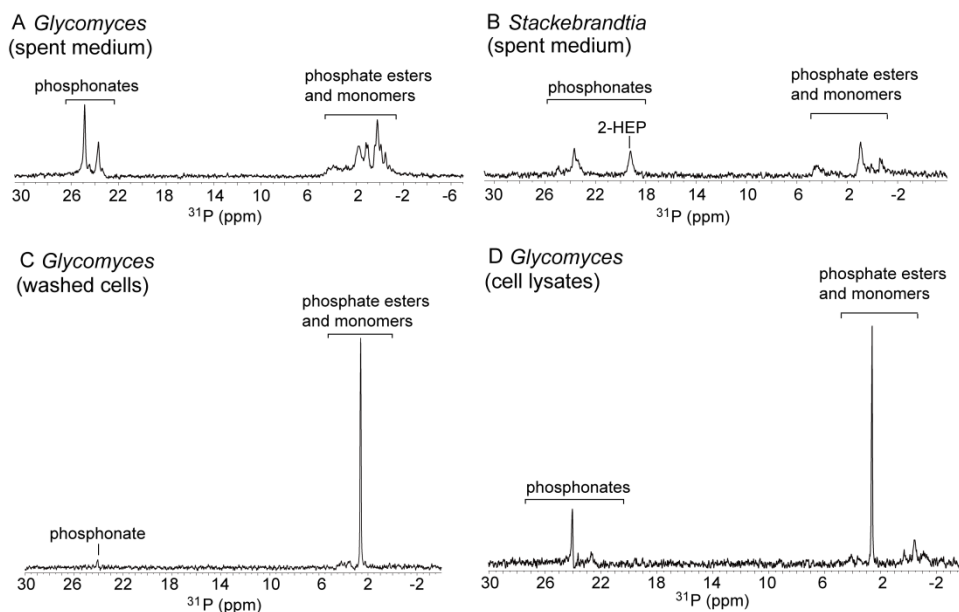 A Glycomyces
(spent medium)
phosphonates
phosphate esters
and monomers
30 26 22 18 14 10 6 2 -2 -6
31P (ppm)
B Stackebrandtia
(spent medium)
phosphonates
2-HEP
phosphate esters
and monomers
30 26 22 18 14 10 6 2 -2
31P (ppm)
C Glycomyces
(washed cells)
phosphonate
phosphate esters
and monomers
30 26 22 18 14 10 6 2 -2
31P (ppm)
D Glycomyces
(cell lysates)
phosphonates
phosphate esters
and monomers
30 26 22 18 14 10 6 2 -2
31P (ppm)